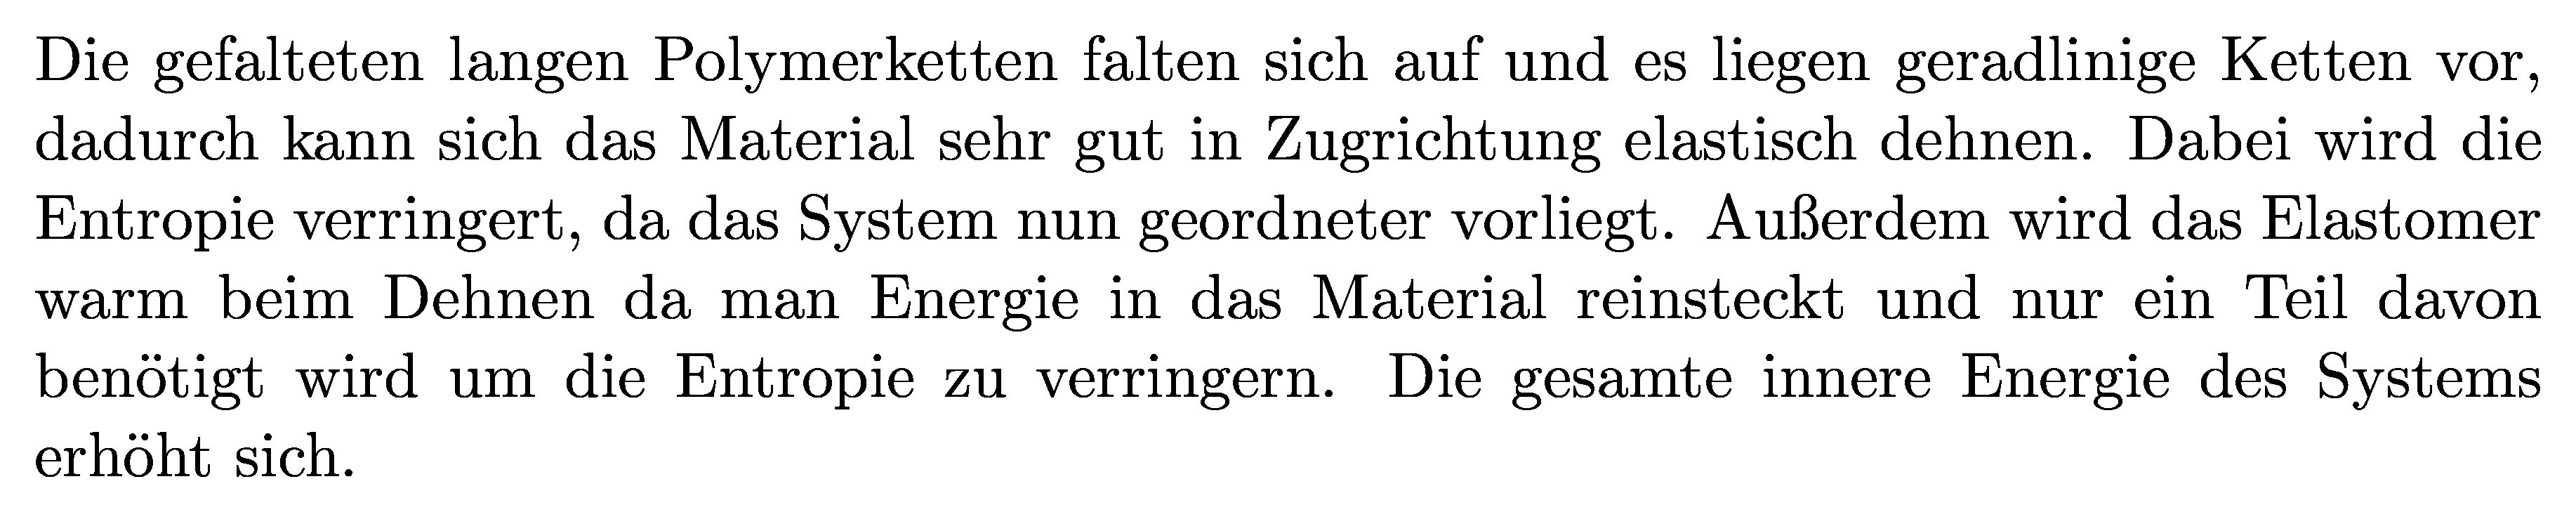 Die gefalteten langen Polymerketten falten sich auf und es liegen geradlinige Ketten vor,
dadurch kann sich das Material sehr gut in Zugrichtung elastisch dehnen. Dabei wird die
Entropie verringert, da das System nun geordneter vorliegt. Außerdem wird das Elastomer
warm beim Dehnen da man Energie in das Material reinsteckt und nur ein Teil davon
benötigt wird um die Entropie zu verringern. Die gesamte innere Energie des Systems
erhöht sich.